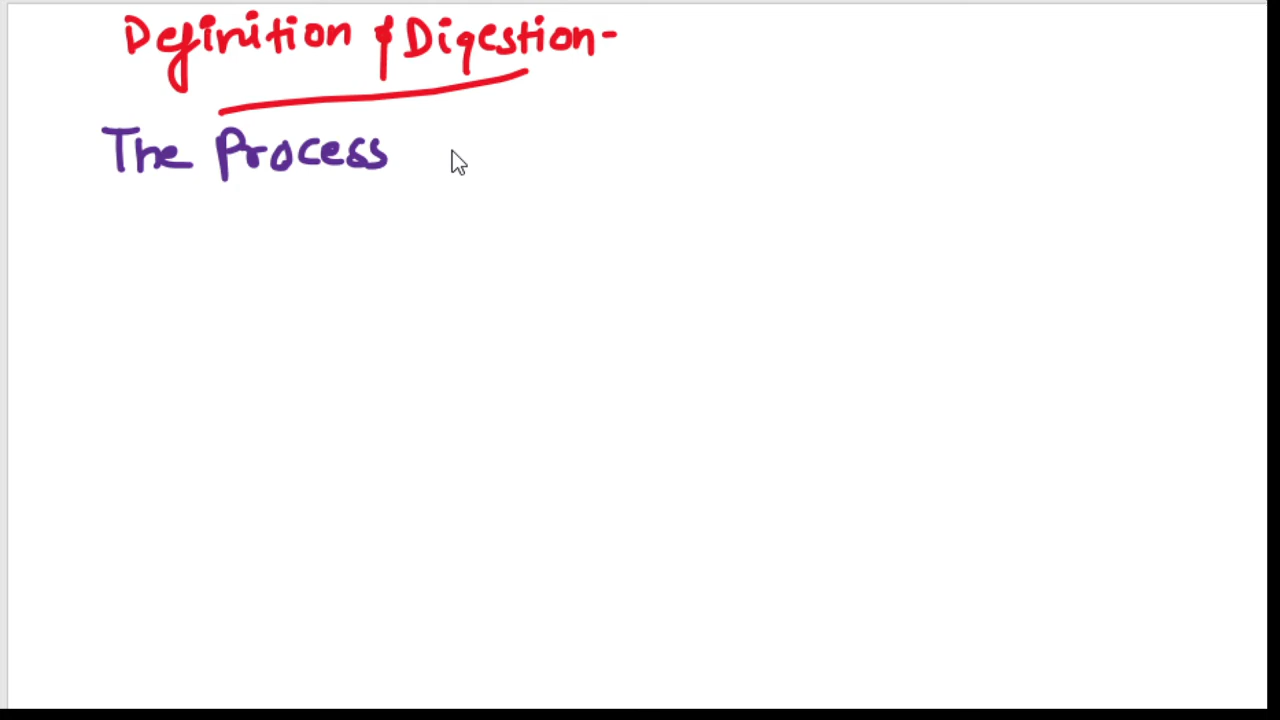 Definition of Digestion-
The Process